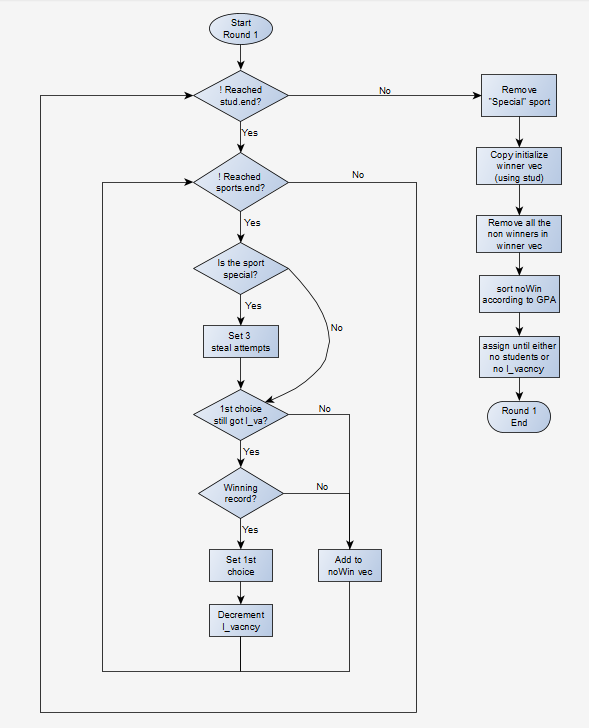 Start
Round 1
! Reached
stud.end?
No
Remove
"Special" sport
Yes
Copy initialize
winner vec
(using stud)
! Reached
sports.end?
No
Yes
Remove all the
non winners in
winner vec
Is the sport
special?
No
Yes
sort noWin
according to GPA
Set 3
steal attempts
assign until either
no students or
no I_vacncy
1st choice
still got I_va?
No
Yes
Round 1
End
Winning
record?
No
Yes
Set 1st
choice
Add to
noWin vec
Decrement
I_vacncy